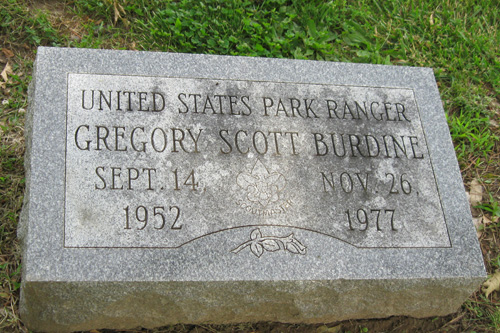 UNITED STATES PARK RANGER
GREGORY SCOTT BURDINE
SEPT. 14, NOV. 26,
1952 1977